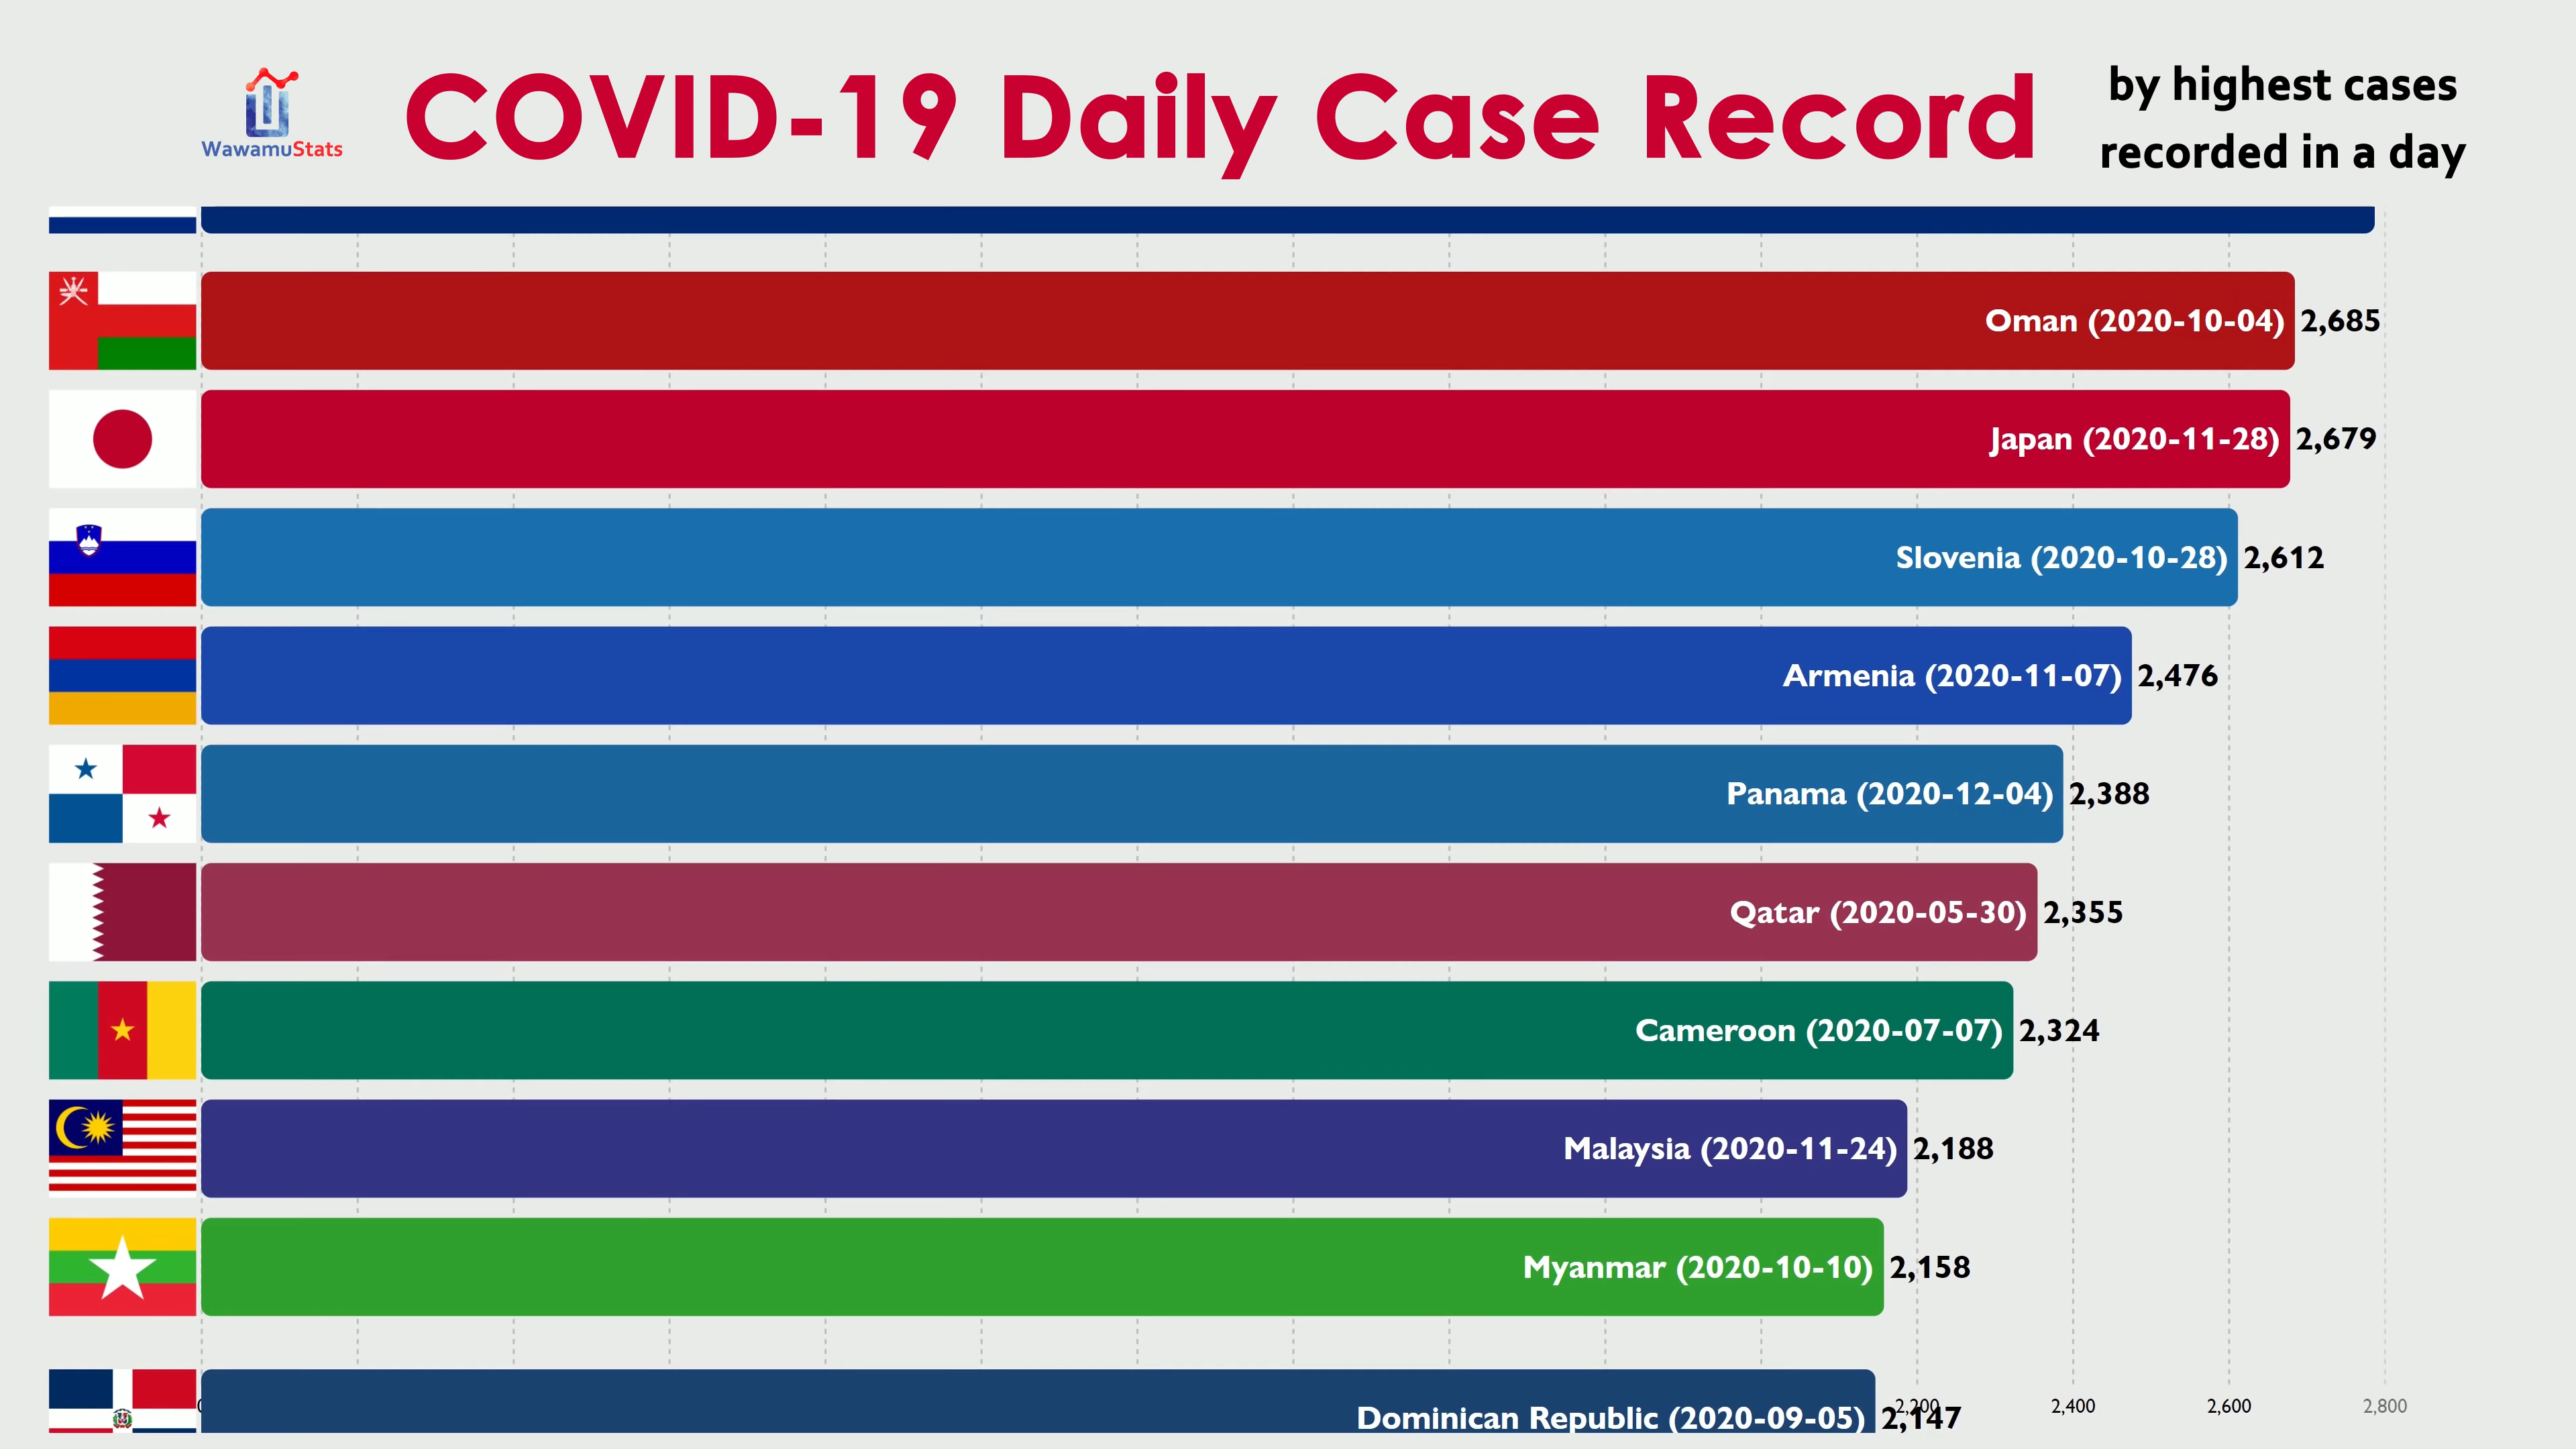 WawamuStats
COVID-19 Daily Case Record
by highest cases
recorded in a day
Oman (2020-10-04) 2,685
Japan (2020-11-28) 2,679
Slovenia (2020-10-28) 2,612
Armenia (2020-11-07) 2,476
Panama (2020-12-04) 2,388
Qatar (2020-05-30) 2,355
Cameroon (2020-07-07) 2,324
Malaysia (2020-11-24) 2,188
Myanmar (2020-10-10) 2,158
Dominican Republic (2020-09-05) 2,147
2,200 2,400 2,600 2,800